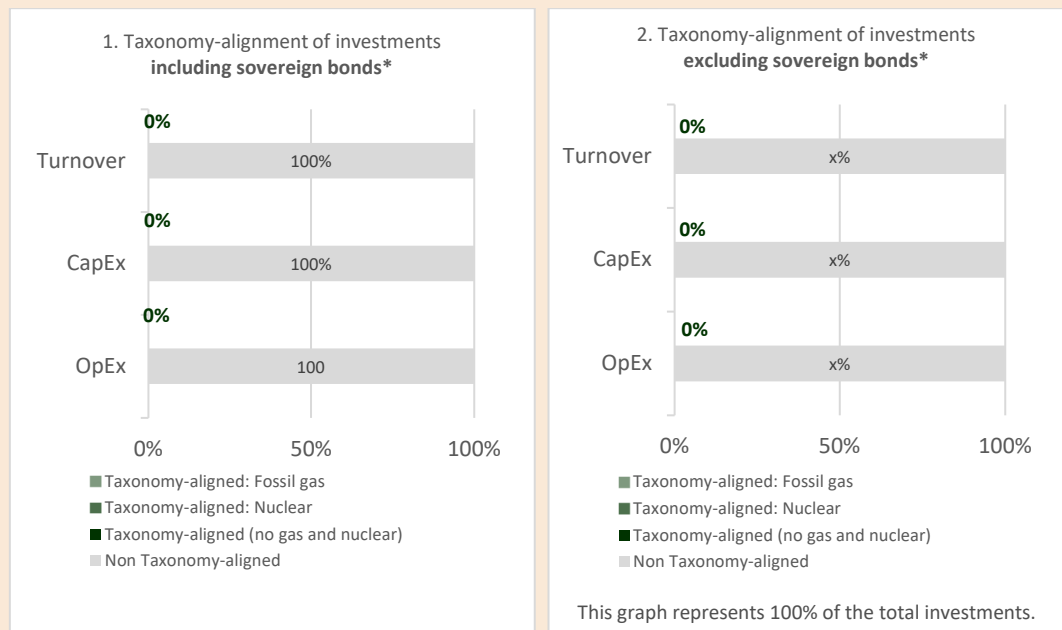 1. Taxonomy-alignment of investments
including sovereign bonds*
0%
Turnover
100%
0%
CapEx
100%
0%
OpEx
100
0%
50%
100%
Taxonomy-aligned: Fossil gas
Taxonomy-aligned: Nuclear
Taxonomy-aligned (no gas and nuclear)
Non Taxonomy-aligned
2. Taxonomy-alignment of investments
excluding sovereign bonds*
0%
Turnover
x%
0%
CapEx
x%
0%
OpEx
x%
0%
50%
100%
Taxonomy-aligned: Fossil gas
Taxonomy-aligned: Nuclear
Taxonomy-aligned (no gas and nuclear)
Non Taxonomy-aligned
This graph represents 100% of the total investments.